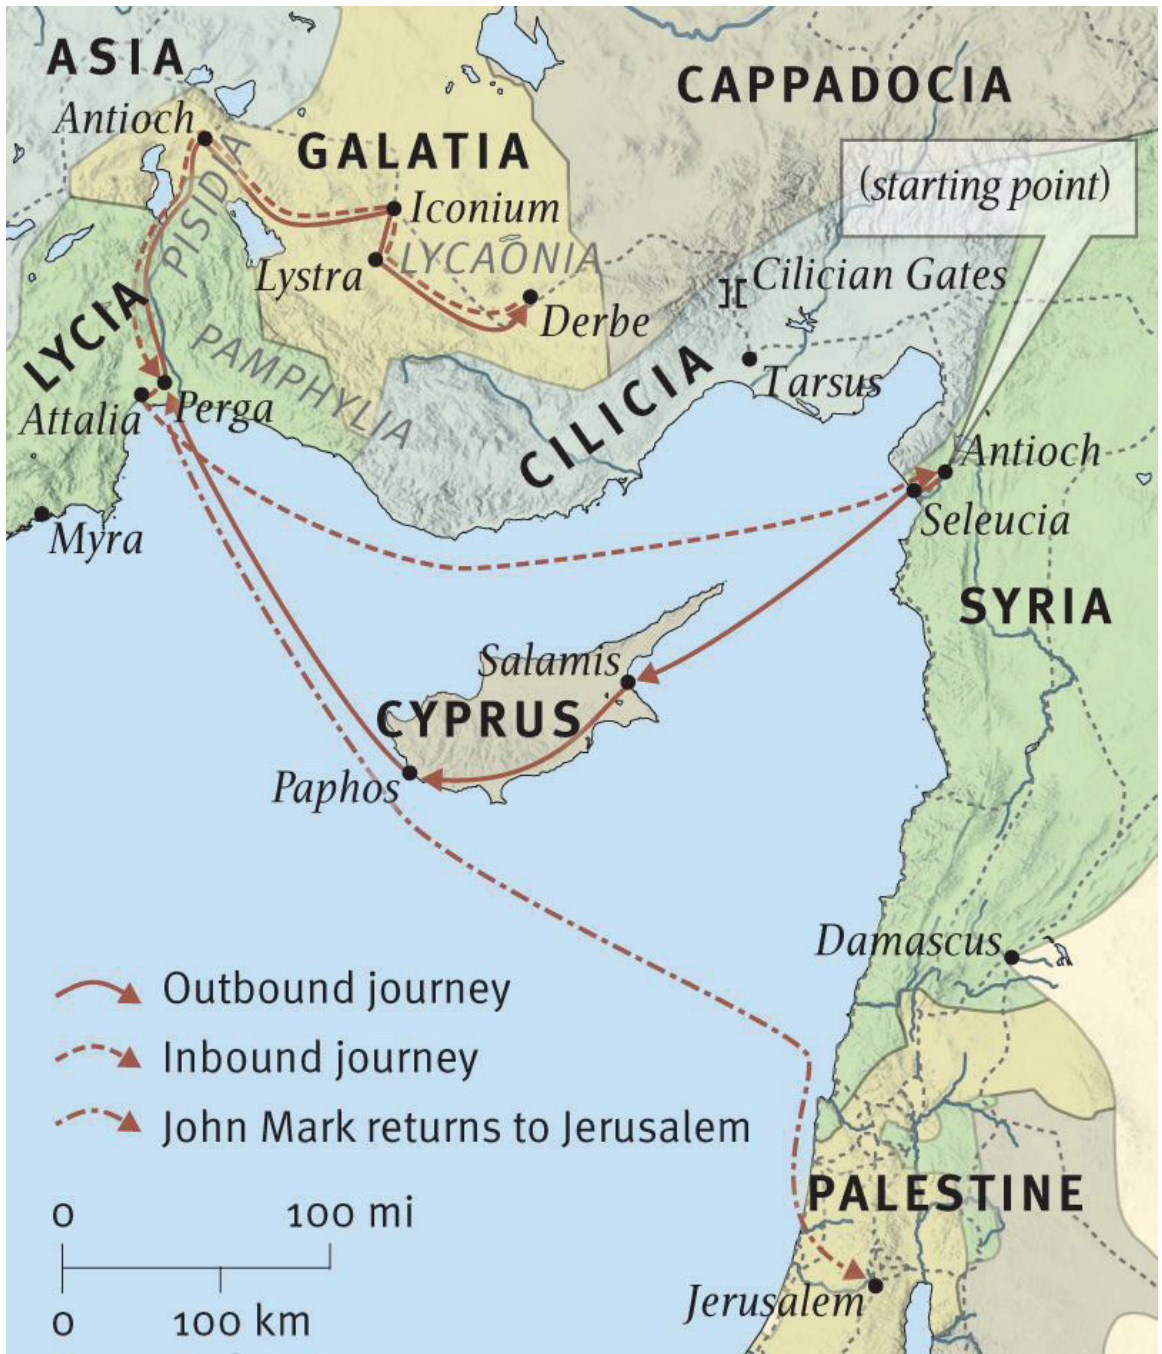 ASIA
CAPPADOCIA
Antioch
GALATIA
PISIDIA
(starting point)
Iconium
LYCAONIA
Lystra
Cilician Gates
Derbe
LYCIA
PAMPHYLIA
CILICIA
Tarsus
Attalia
Perga
Antioch
Seleucia
Myra
SYRIA
Salamis
CYPRUS
Paphos
Damascus
Outbound journey
Inbound journey
John Mark returns to Jerusalem
PALESTINE
0 100 mi
Jerusalem
0 100 km